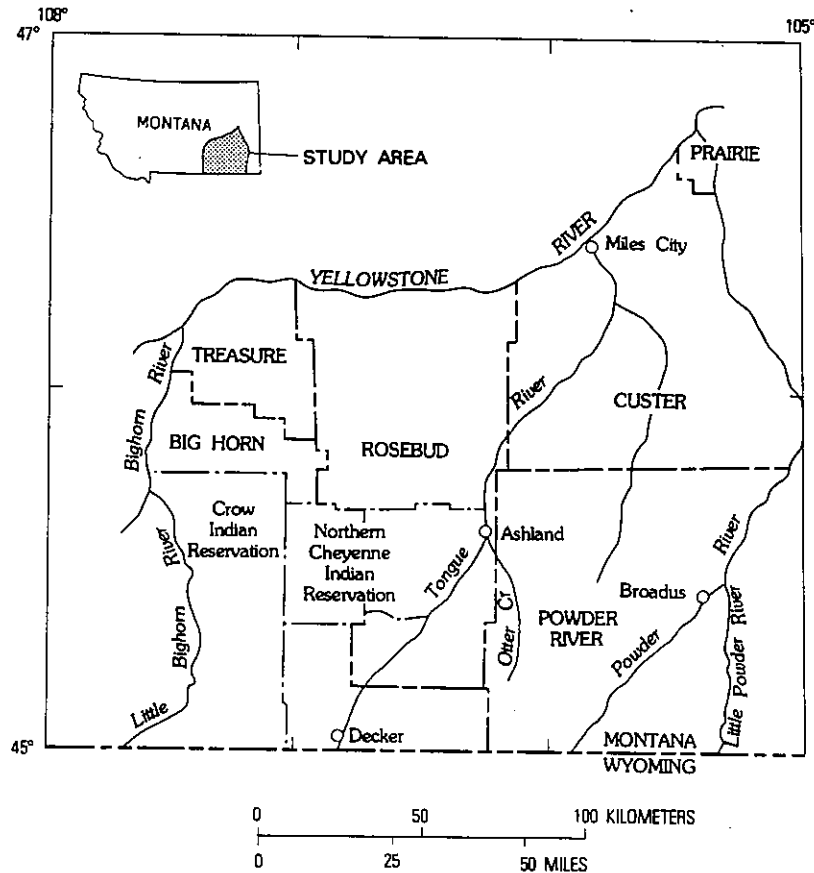 108°
105°
47°
MONTANA
STUDY AREA
PRAIRIE
RIVER
Miles City
YELLOWSTONE
TREASURE
River
River
CUSTER
Bighorn
BIG HORN
ROSEBUD
Crow
Indian
Reservation
Northern
Cheyenne
Indian
Reservation
Ashland
River
River
Tongue
Otter Cr
Broadus
POWDER
RIVER
Bighorn
Powder
Little Powder River
Little
Decker
45°
MONTANA
WYOMING
0 50 100 KILOMETERS
0 25 50 MILES